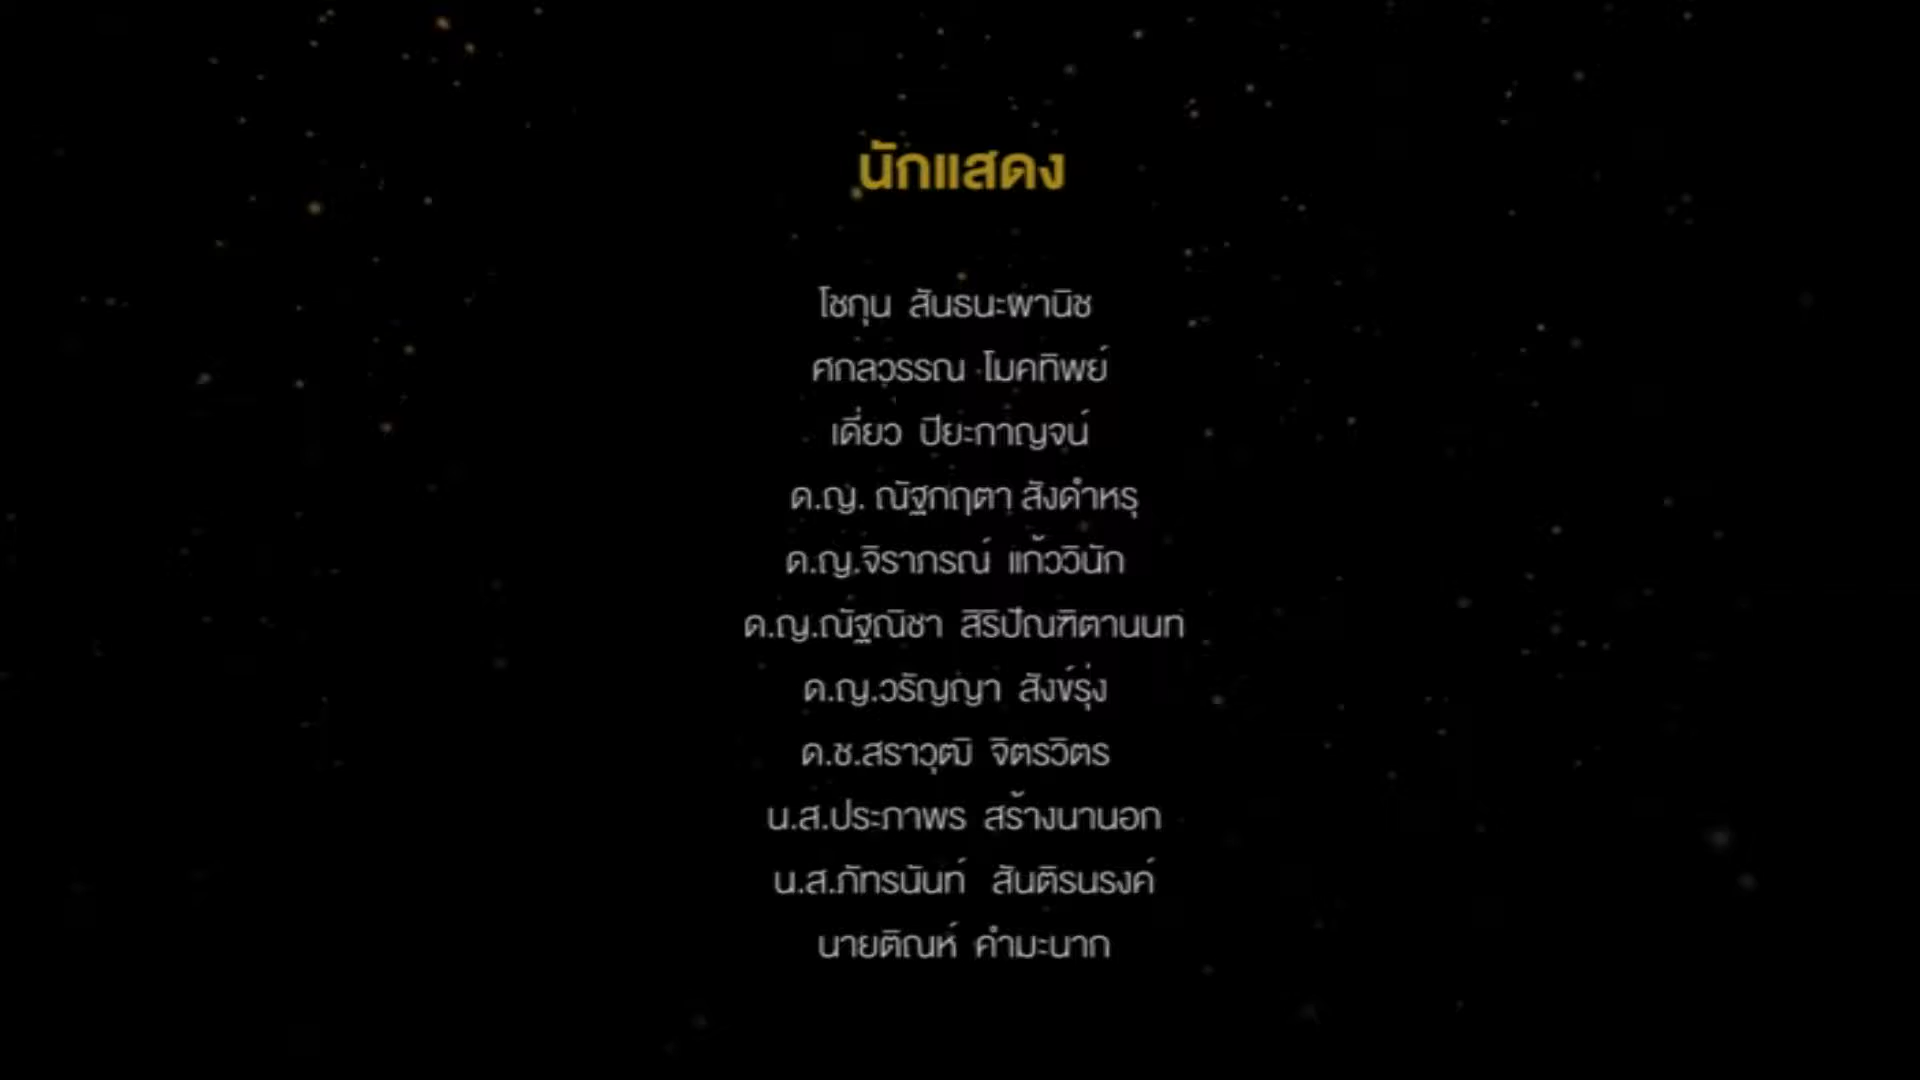 นักแสดง
โชกุน สันธนะพานิช
ศกลวรรณ โมคทิพย์
เดี่ยว ปิยะกาญจน์
ด.ญ. ณัฐกฤตา สังดำหรุ
ด.ญ.จิราภรณ์ แก้ววินัก
ด.ญ.ณัฐณิชา สิริปัณฑิตานนท
ด.ญ.วรัญญา สังข์รุ่ง
ด.ช.สราวุฒิ จิตรวิตร
น.ส.ประภาพร สร้างนานอก
น.ส.ภัทรนันท์ สันติรนรงค์
นายติณห์ คำมะนาก